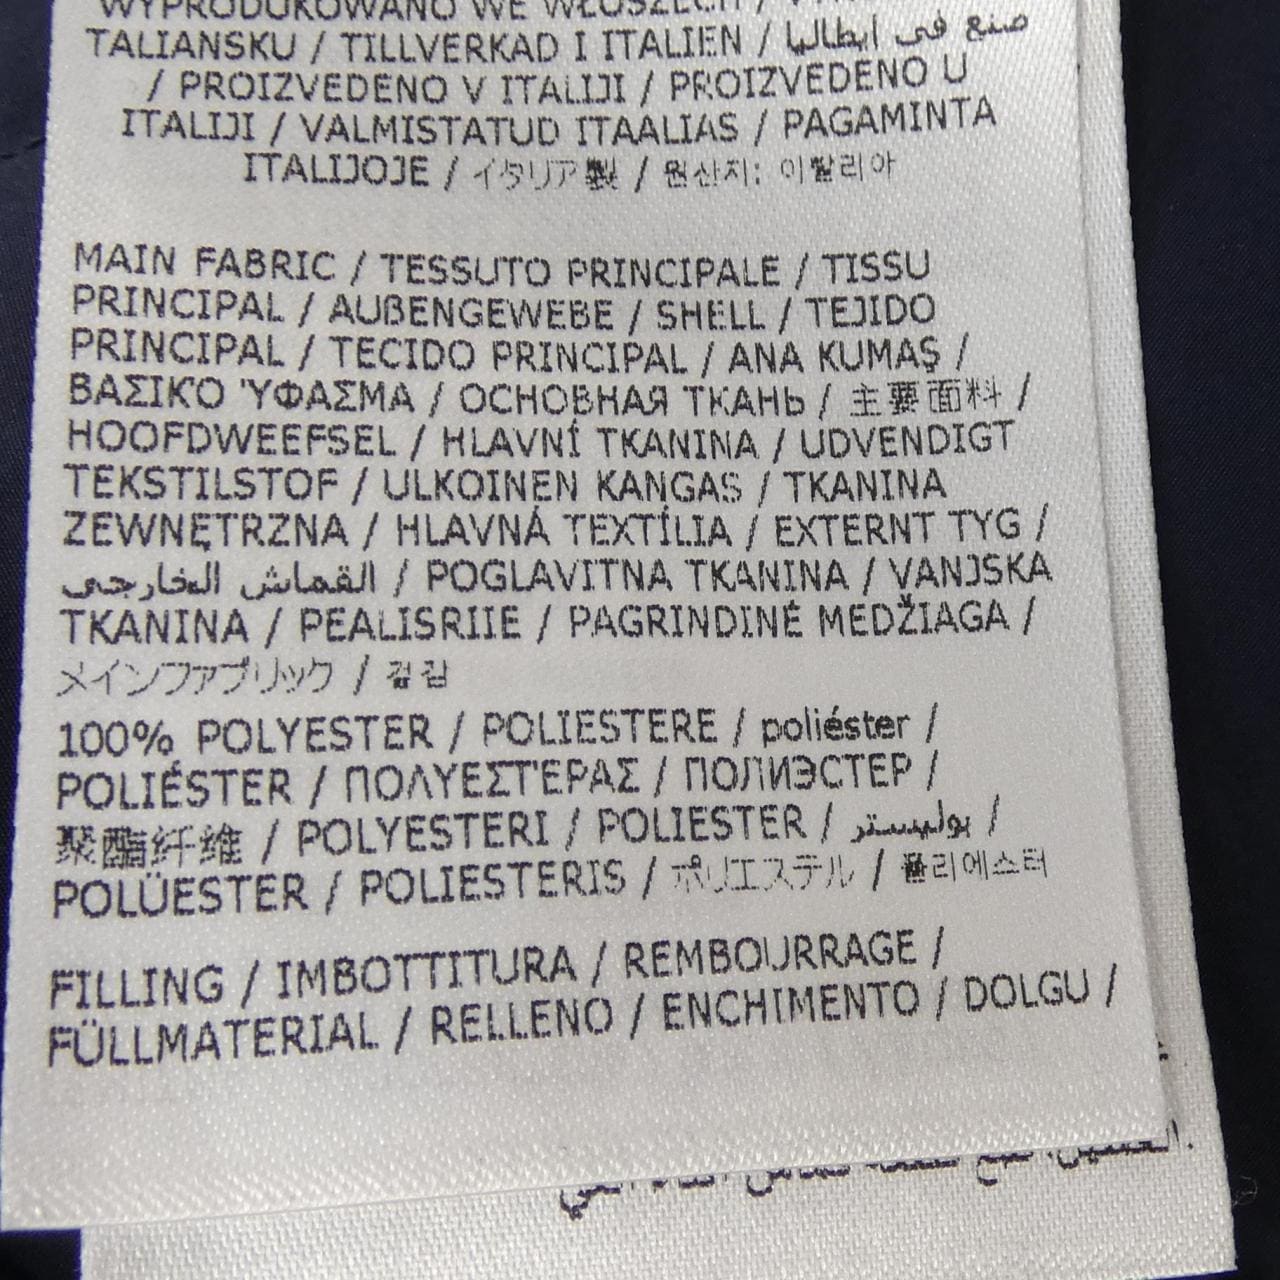 WYPRODUKOWANO WE WŁOSZECH /
TALIANSKU / TILLVERKAD I ITALIEN / صنع في ايطاليا
/ PROIZVEDENO V ITALIJI / PROIZVEDENO U
ITALIJI / VALMISTATUD ITAALIAS / PAGAMINTA
ITALIJOJE / イタリア製 / 원산지: 이탈리아
MAIN FABRIC / TESSUTO PRINCIPALE / TISSU
PRINCIPAL / AUßENGEWEBE / SHELL / TEJIDO
PRINCIPAL / TECIDO PRINCIPAL / ANA KUMAŞ /
ΒΑΣΙΚΌ ΎΦΑΣΜΑ / ОСНОВНАЯ ТКАНЬ / 主要面料 /
HOOFDWEEFSEL / HLAVNÍ TKANINA / UDVENDIGT
TEKSTILSTOF / ULKOINEN KANGAS / TKANINA
ZEWNĘTRZNA / HLAVNÁ TEXTÍLIA / EXTERNT TYG /
القماش الخارجي / POGLAVITNA TKANINA / VANJSKA
TKANINA / PEALISRIIE / PAGRINDINĖ MEDŽIAGA /
メインファブリック / 겉감
100% POLYESTER / POLIESTERE / poliéster /
POLIÉSTER / ΠΟΛΥΕΣΤΈΡΑΣ / ПОЛИЭСТЕР /
聚酯纤维 / POLYESTERI / POLIESTER / بوليستر /
POLÜESTER / POLIESTERIS / ポリエステル / 폴리에스터
FILLING / IMBOTTITURA / REMBOURRAGE /
FÜLLMATERIAL / RELLENO / ENCHIMENTO / DOLGU /